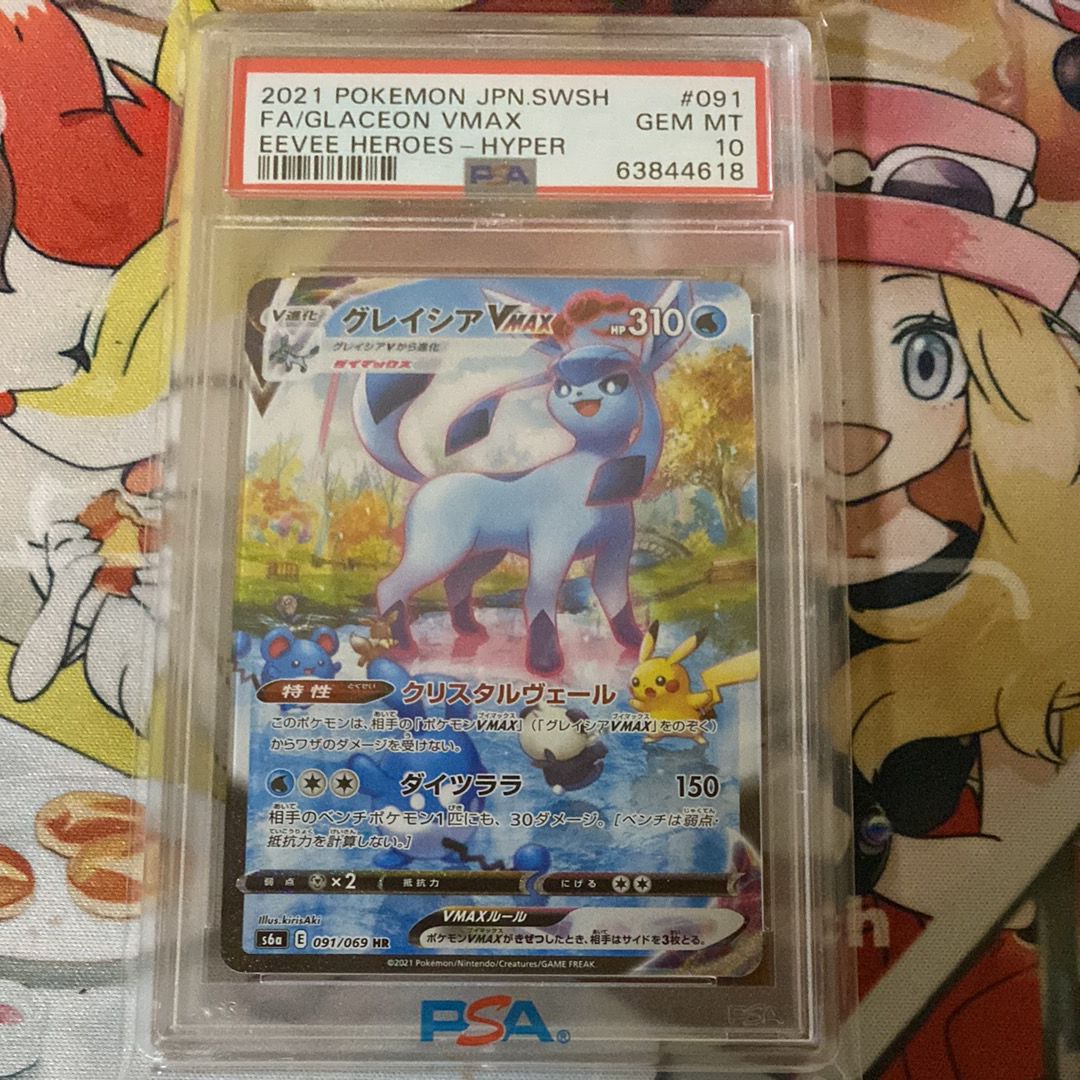 2021 POKEMON JPN.SWSH #091
FA/GLACEON VMAX GEM MT
EEVEE HEROES-HYPER 10
PSA 63844618
V進化 グレイシアVMAX HP310
グレイシアVから進化
ダイマックス
特性 とくせい クリスタルヴェール
このポケモンは、相手の「ポケモンVMAX」(「グレイシアVMAX」をのぞく)
からワザのダメージを受けない。
ダイツララ 150
相手のベンチポケモン1匹にも、30ダメージ。[ベンチは弱点・
抵抗力を計算しない。]
弱点 ×2 抵抗力 にげる
Illus.kirisAki
VMAXルール
s6a E 091/069 HR
ポケモンVMAXがきぜつしたとき、相手はサイドを3枚とる。
©2021 Pokémon/Nintendo/Creatures/GAME FREAK.
PSA®
PSA